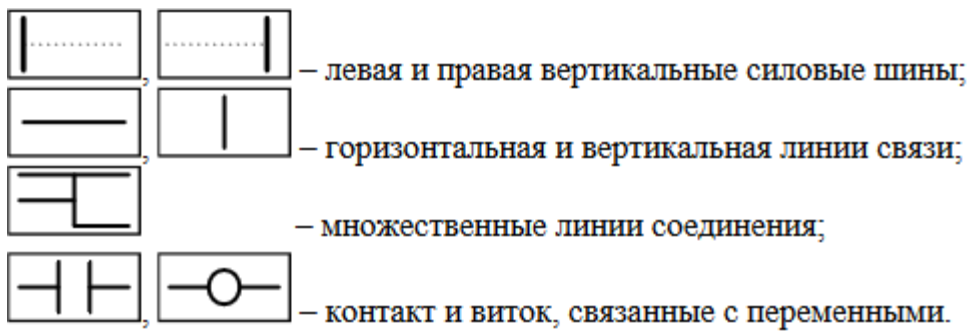 , – левая и правая вертикальные силовые шины;
, – горизонтальная и вертикальная линии связи;
– множественные линии соединения;
, – контакт и виток, связанные с переменными.